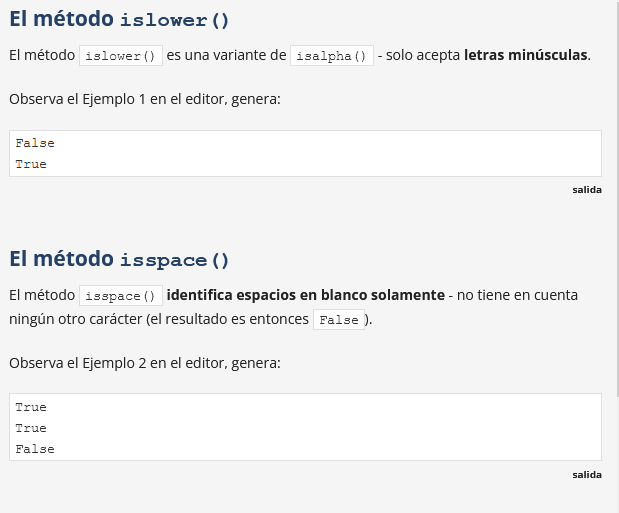 El método islower()
El método islower() es una variante de isalpha() - solo acepta letras minúsculas.
Observa el Ejemplo 1 en el editor, genera:
False
True
salida
El método isspace()
El método isspace() identifica espacios en blanco solamente - no tiene en cuenta
ningún otro carácter (el resultado es entonces False ).
Observa el Ejemplo 2 en el editor, genera:
True
True
False
salida